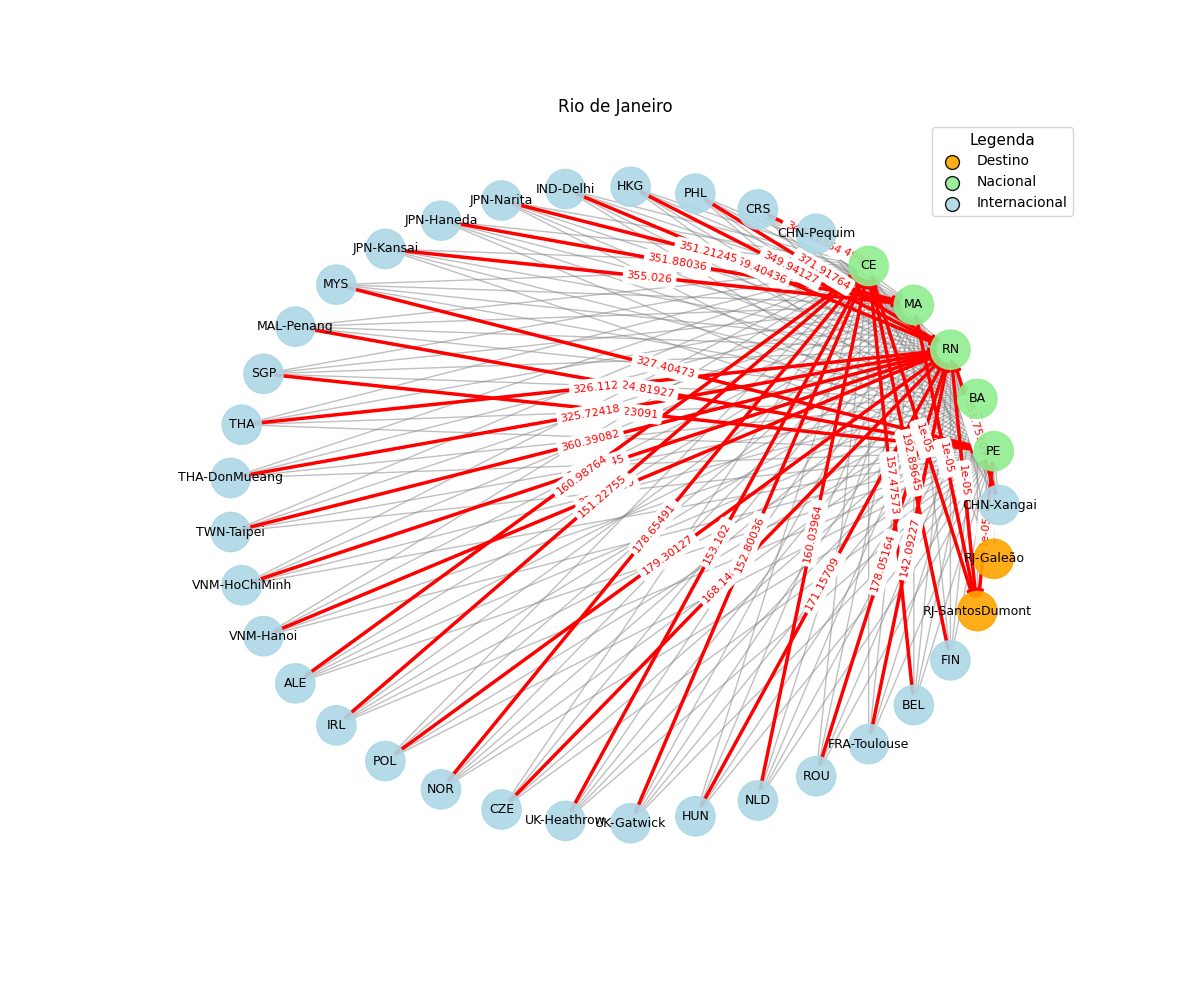 Rio de Janeiro
Legenda
Destino
Nacional
Internacional
HKG
IND-Delhi
PHL
JPN-Narita
CRS
JPN-Haneda
CHN-Pequim
JPN-Kansai
351.21245
349.94127
371.91764
351.88036
355.026
CE
MYS
MA
MAL-Penang
RN
327.40473
SGP
326.112
24.81927
BA
THA
325.72418
23091
360.39082
PE
THA-DonMueang
160.98764
192.89645
1e-05
1e-05
1e-05
151.22755
157.47573
CHN-Xangai
TWN-Taipei
178.65491
153.102
152.80036
160.03964
142.09227
179.30127
178.05164
171.15709
RJ-Galeão
VNM-HoChiMinh
RJ-SantosDumont
VNM-Hanoi
FIN
ALE
BEL
IRL
FRA-Toulouse
POL
ROU
NOR
NLD
CZE
HUN
UK-Heathrow
UK-Gatwick